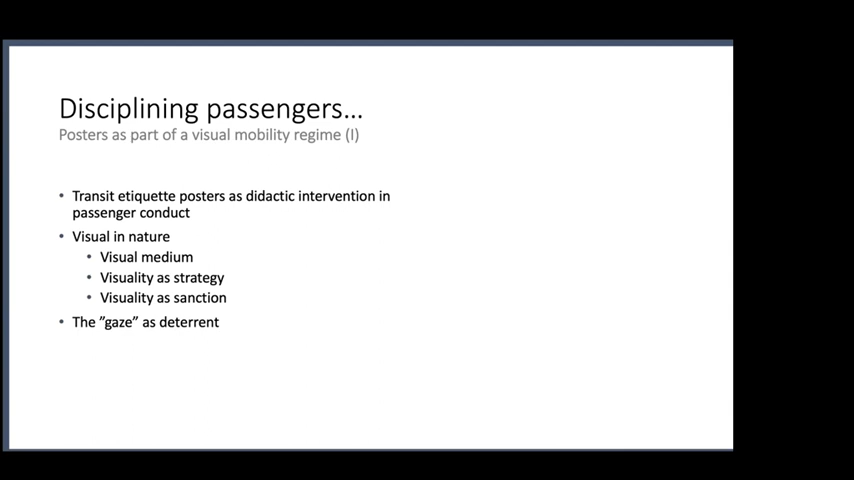 Disciplining passengers...
Posters as part of a visual mobility regime (I)
• Transit etiquette posters as didactic intervention in
passenger conduct
• Visual in nature
• Visual medium
• Visuality as strategy
• Visuality as sanction
• The ”gaze” as deterrent